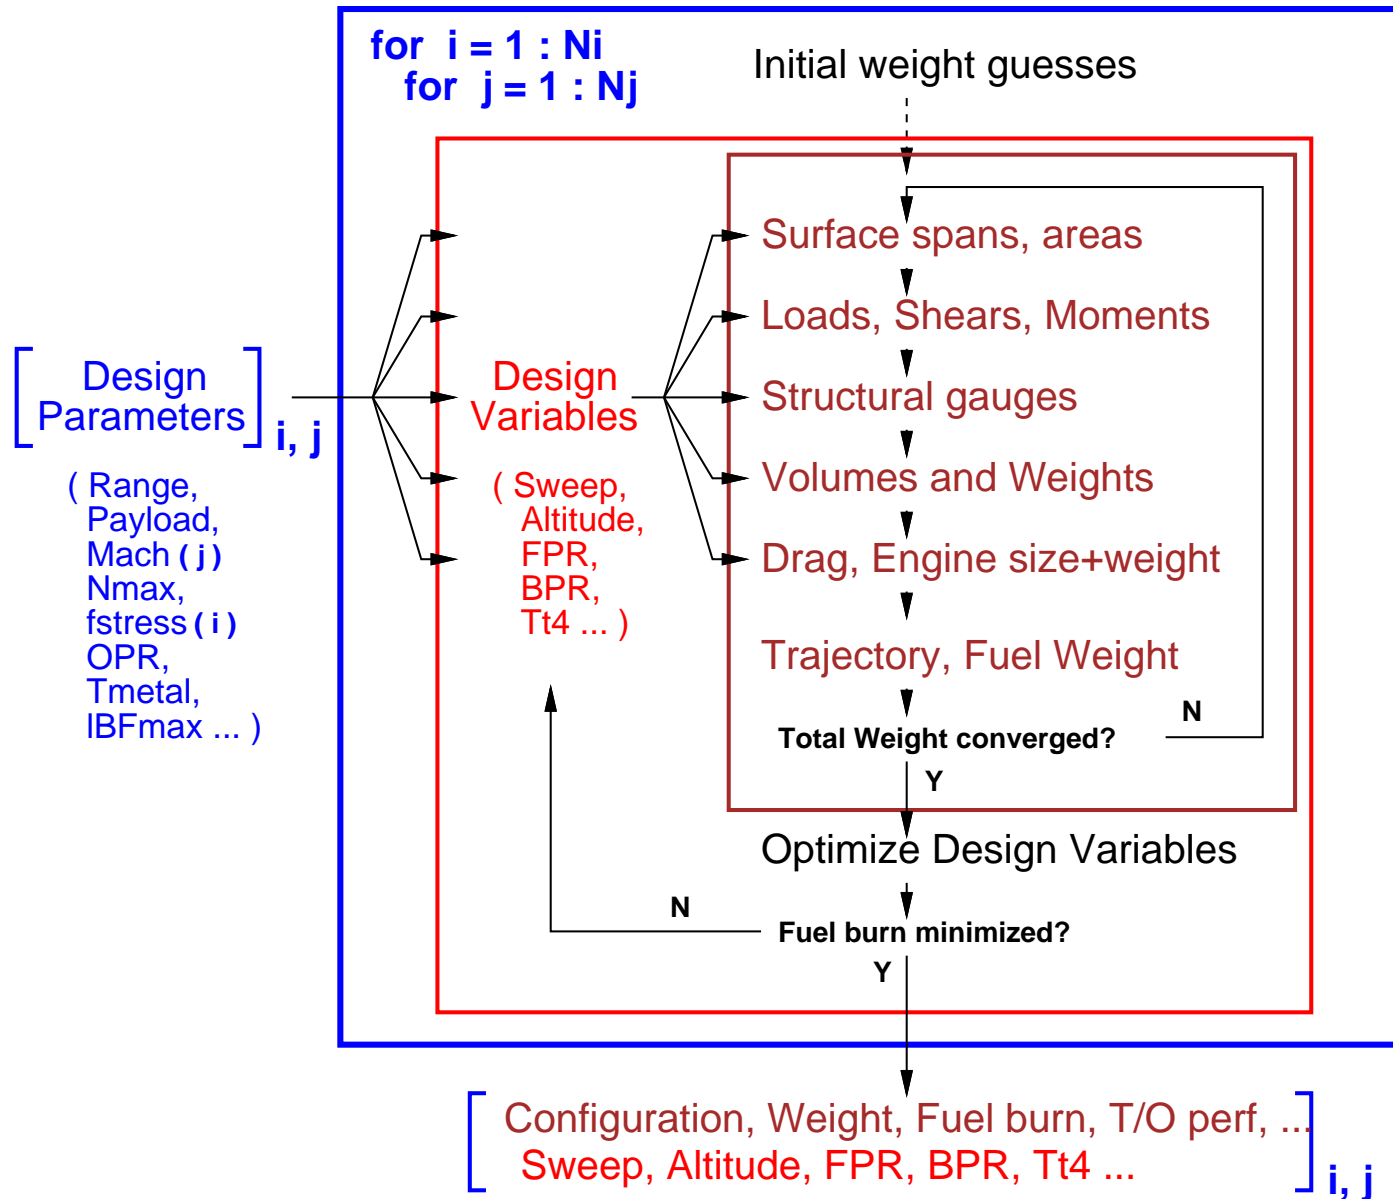 for i = 1 : Ni
for j = 1 : Nj
Initial weight guesses
Surface spans, areas
Loads, Shears, Moments
Structural gauges
Volumes and Weights
Drag, Engine size+weight
Trajectory, Fuel Weight
Total Weight converged?
N
Y
Optimize Design Variables
Fuel burn minimized?
N
Y
Design
Parameters
i, j
( Range,
Payload,
Mach ( j )
Nmax,
fstress ( i )
OPR,
Tmetal,
lBFmax ... )
Design
Variables
( Sweep,
Altitude,
FPR,
BPR,
Tt4 ... )
Configuration, Weight, Fuel burn, T/O perf, ...
Sweep, Altitude, FPR, BPR, Tt4 ...
i, j